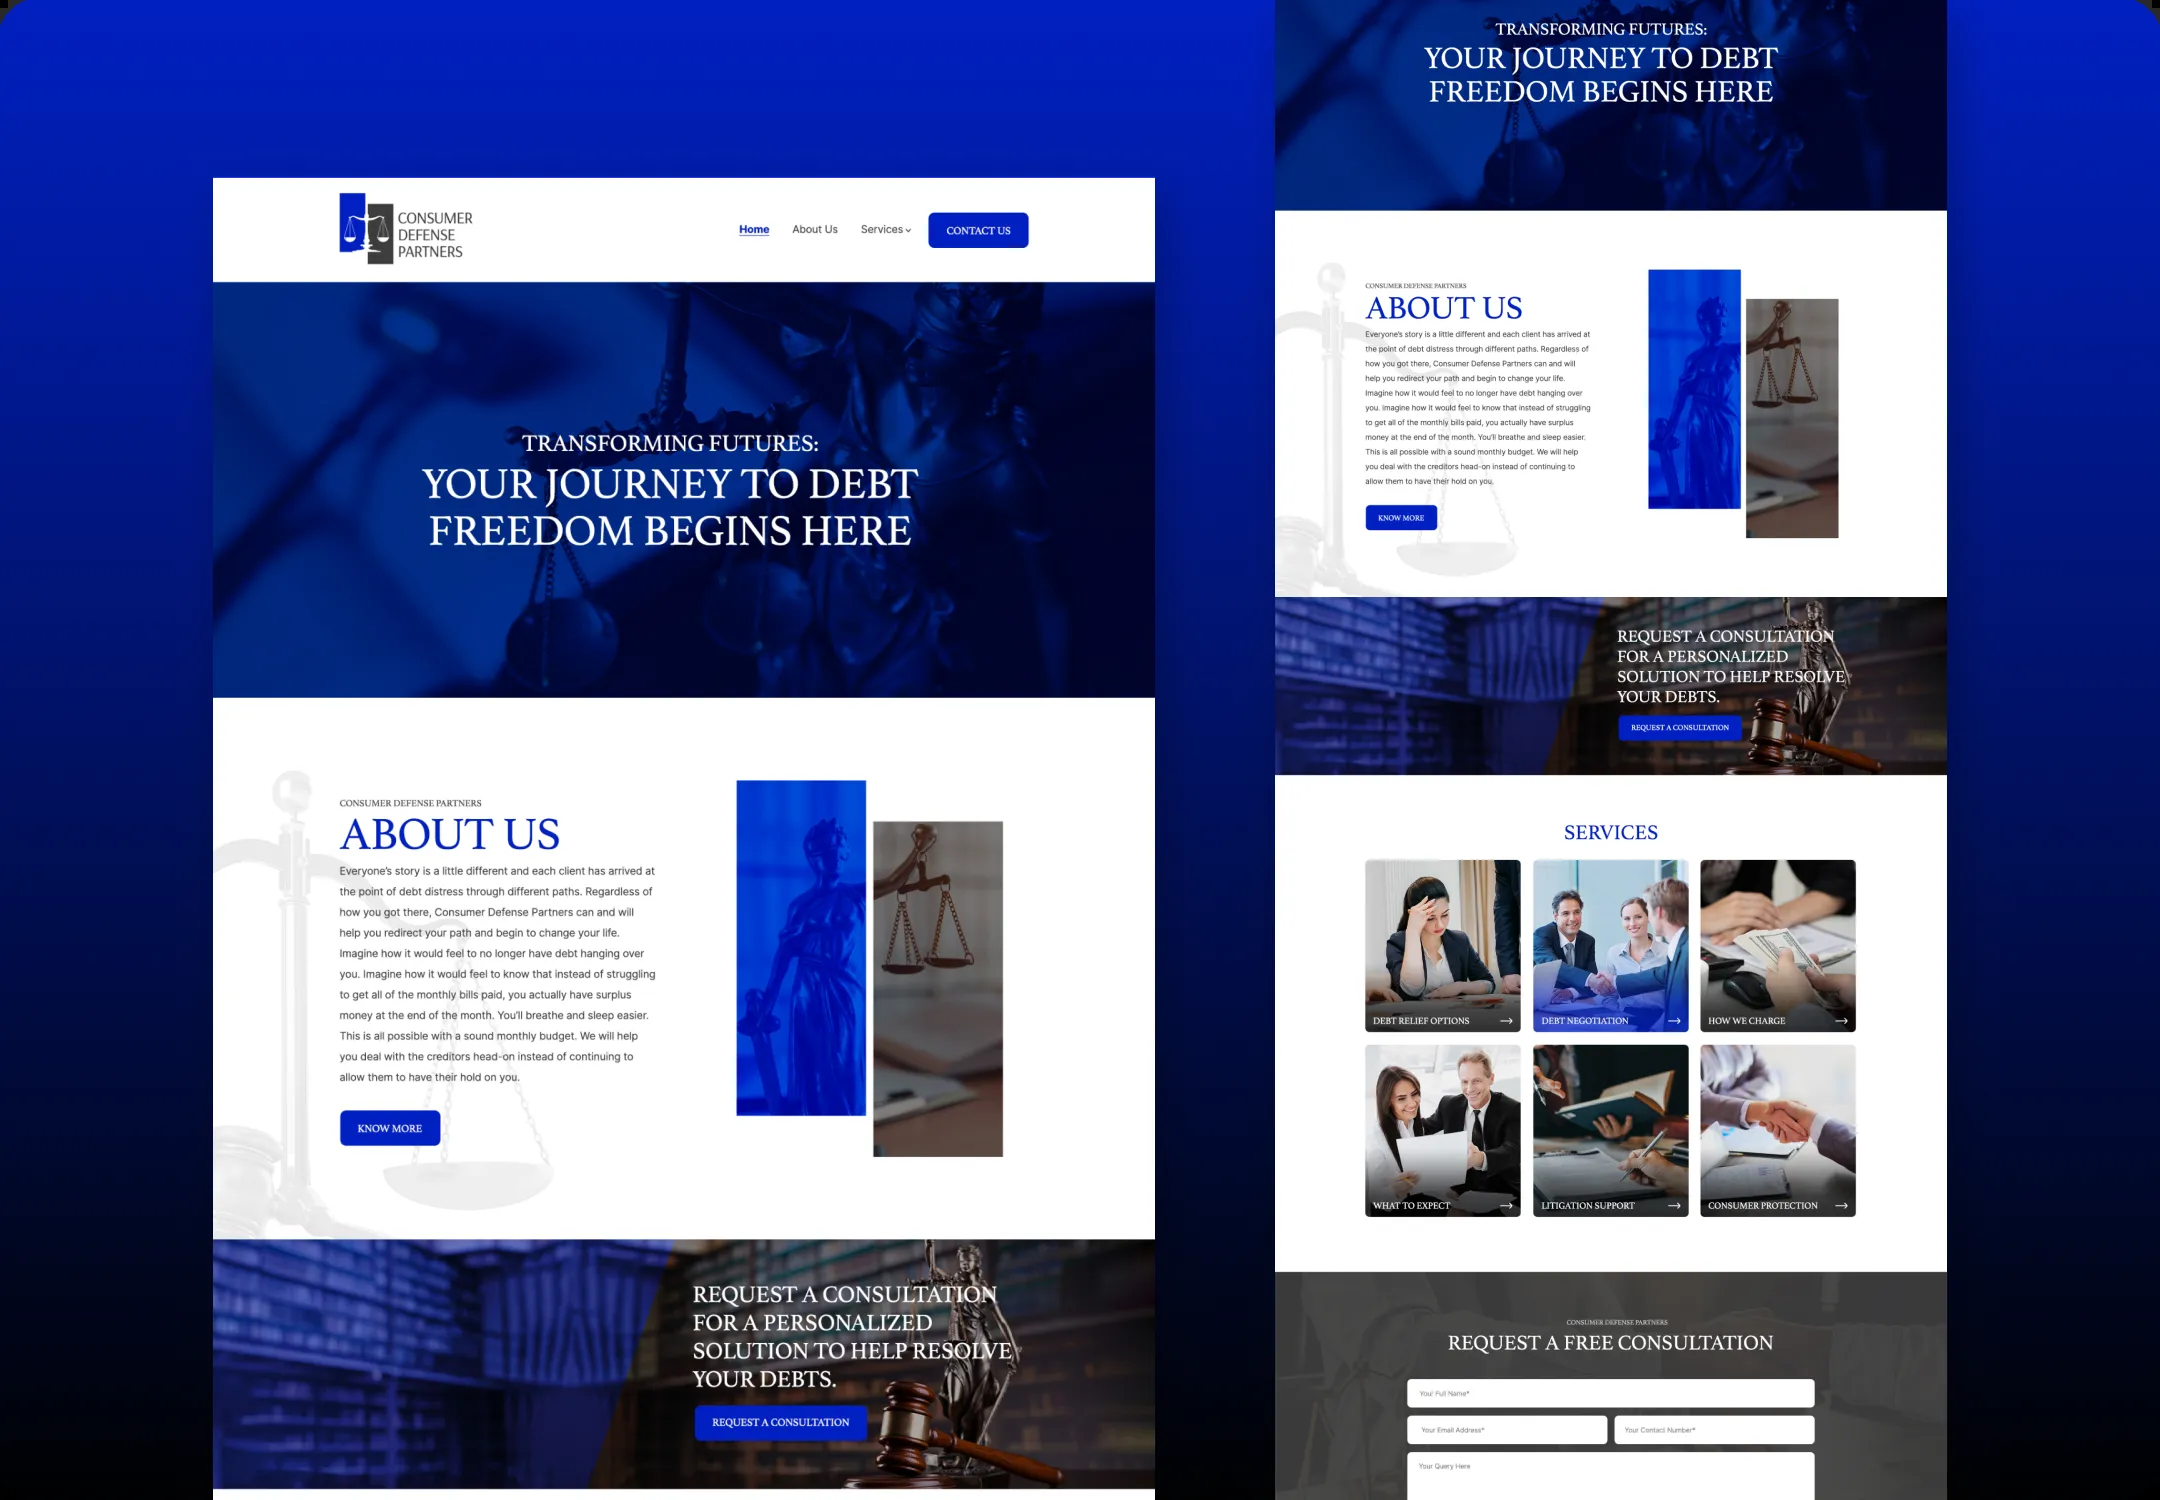 CONSUMER
DEFENSE
PARTNERS
Home
About Us
Services
CONTACT US
TRANSFORMING FUTURES:
YOUR JOURNEY TO DEBT
FREEDOM BEGINS HERE
CONSUMER DEFENSE PARTNERS
ABOUT US
Everyone's story is a little different and each client has arrived at
the point of debt distress through different paths. Regardless of
how you got there, Consumer Defense Partners can and will
help you redirect your path and begin to change your life.
Imagine how it would feel to no longer have debt hanging over
you. Imagine how it would feel to know that instead of struggling
to get all of the monthly bills paid, you actually have surplus
money at the end of the month. You'll breathe and sleep easier.
This is all possible with a sound monthly budget. We will help
you deal with the creditors head-on instead of continuing to
allow them to have their hold on you.
KNOW MORE
REQUEST A CONSULTATION
FOR A PERSONALIZED
SOLUTION TO HELP RESOLVE
YOUR DEBTS.
REQUEST A CONSULTATION
TRANSFORMING FUTURES:
YOUR JOURNEY TO DEBT
FREEDOM BEGINS HERE
CONSUMER DEFENSE PARTNERS
ABOUT US
Everyone's story is a little different and each client has arrived at
the point of debt distress through different paths. Regardless of
how you got there, Consumer Defense Partners can and will
help you redirect your path and begin to change your life.
Imagine how it would feel to no longer have debt hanging over
you. Imagine how it would feel to know that instead of struggling
to get all of the monthly bills paid, you actually have surplus
money at the end of the month. You'll breathe and sleep easier.
This is all possible with a sound monthly budget. We will help
you deal with the creditors head-on instead of continuing to
allow them to have their hold on you.
KNOW MORE
REQUEST A CONSULTATION
FOR A PERSONALIZED
SOLUTION TO HELP RESOLVE
YOUR DEBTS.
REQUEST A CONSULTATION
SERVICES
DEBT RELIEF OPTIONS
DEBT NEGOTIATION
HOW WE CHARGE
WHAT TO EXPECT
LITIGATION SUPPORT
CONSUMER PROTECTION
CONSUMER DEFENSE PARTNERS
REQUEST A FREE CONSULTATION
Your Full Name*
Your Email Address*
Your Contact Number*
Your Query Here